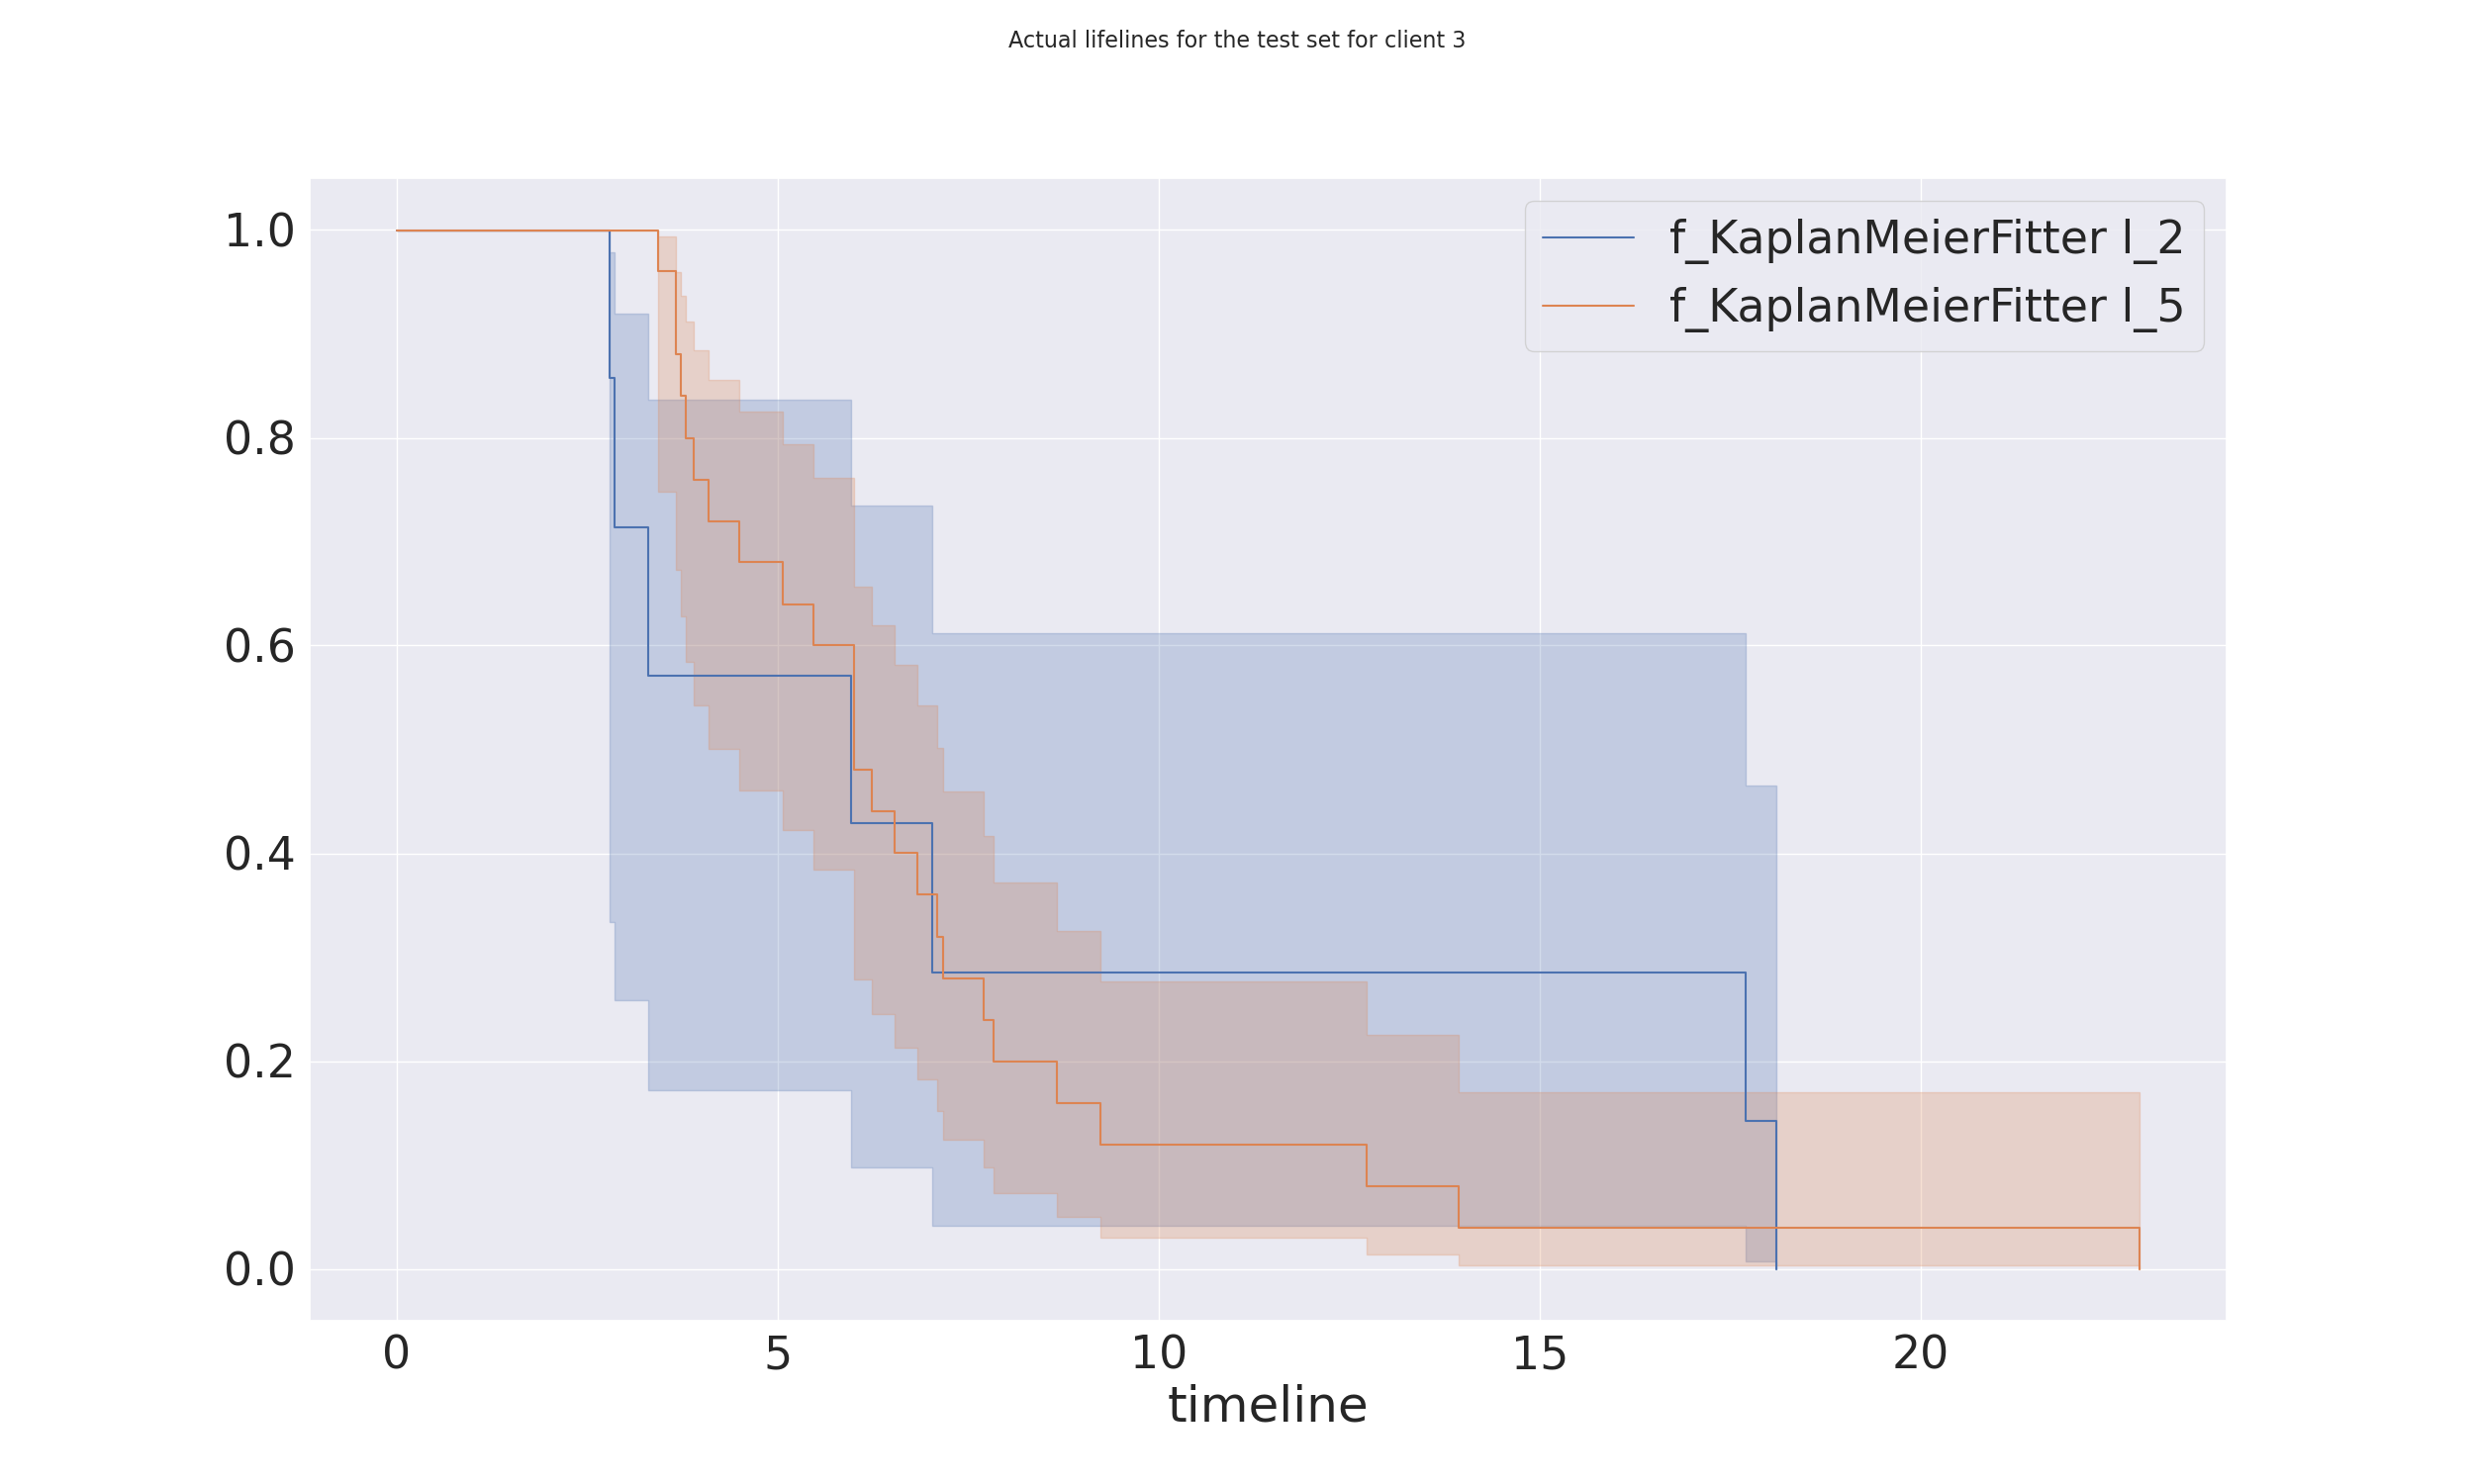 Actual lifelines for the test set for client 3
f_KaplanMeierFitter l_2
f_KaplanMeierFitter l_5
1.0
0.8
0.6
0.4
0.2
0.0
0 5 10 15 20
timeline